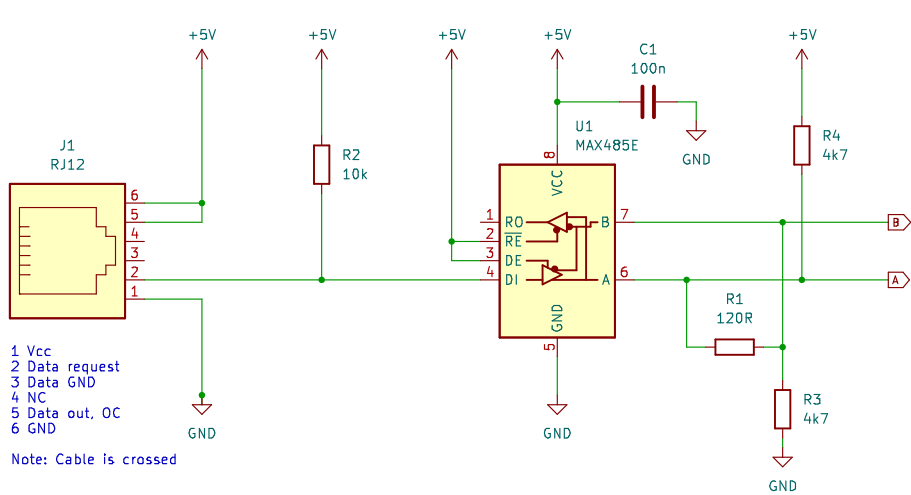 +5V +5V +5V +5V +5V
C1
100n
GND
J1
RJ12
R2
10k
U1
MAX485E
R4
4k7
6
5
4
3
2
1
8
VCC
1 RO
2 RE
3 DE
4 DI
B 7
A 6
GND
5
B
A
R1
120R
R3
4k7
1 Vcc
2 Data request
3 Data GND
4 NC
5 Data out, OC
6 GND
Note: Cable is crossed
GND
GND
GND